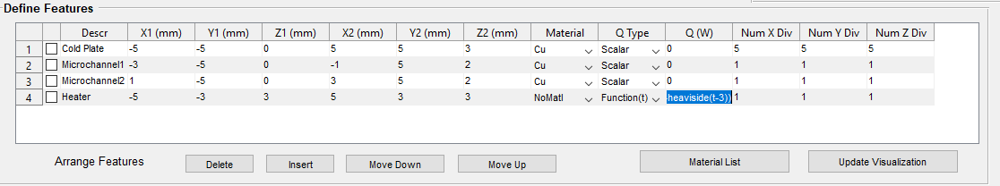 Define Features
Descr X1 (mm) Y1 (mm) Z1 (mm) X2 (mm) Y2 (mm) Z2 (mm) Material Q Type Q (W) Num X Div Num Y Div Num Z Div
1 Cold Plate -5 -5 0 5 5 3 Cu Scalar 0 5 5 5
2 Microchannel1 -3 -5 0 -1 5 2 Cu Scalar 0 1 1 1
3 Microchannel2 1 -5 0 3 5 2 Cu Scalar 0 1 1 1
4 Heater -5 -3 3 5 3 3 NoMatl Function(t) -heaviside(t-3)) 1 1 1
Arrange Features Delete Insert Move Down Move Up Material List Update Visualization